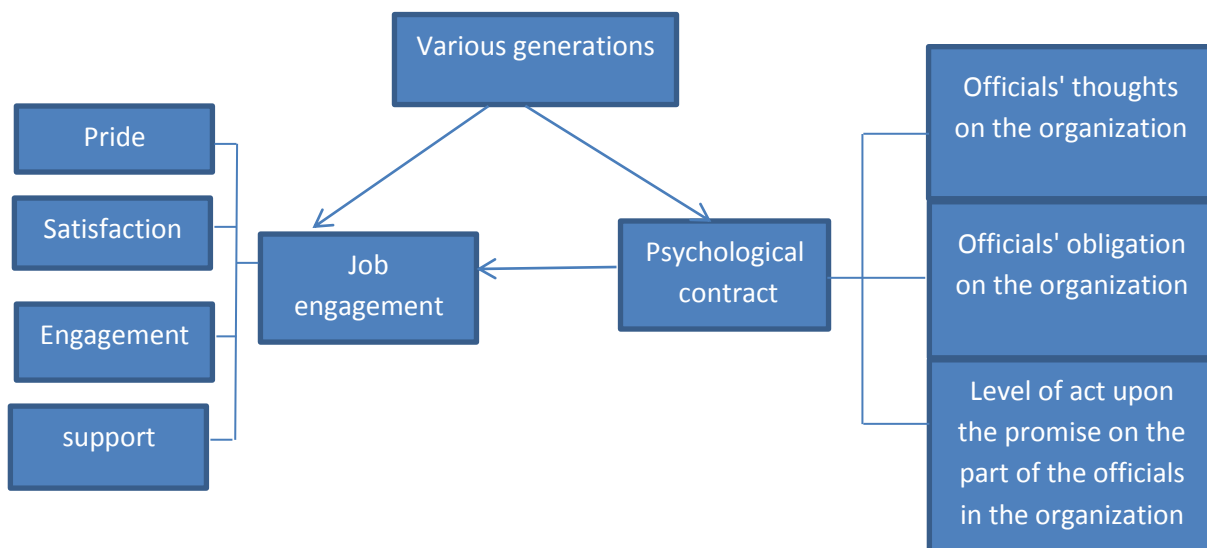 Various generations
Pride
Satisfaction
Engagement
support
Job
engagement
Psychological
contract
Officials' thoughts
on the organization
Officials' obligation
on the organization
Level of act upon
the promise on the
part of the officials
in the organization